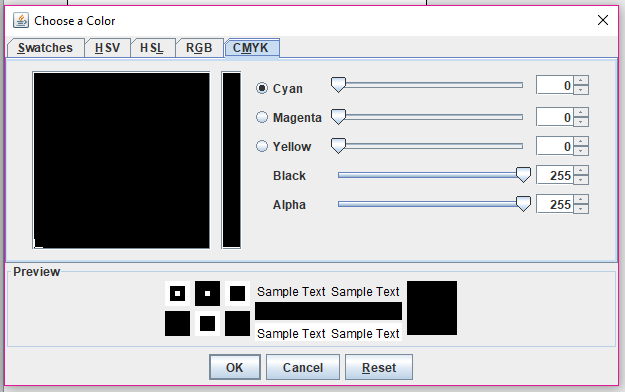 Choose a Color
Swatches HSV HSL RGB CMYK
Cyan 0
Magenta 0
Yellow 0
Black 255
Alpha 255
Preview
Sample Text Sample Text
Sample Text Sample Text
OK Cancel Reset